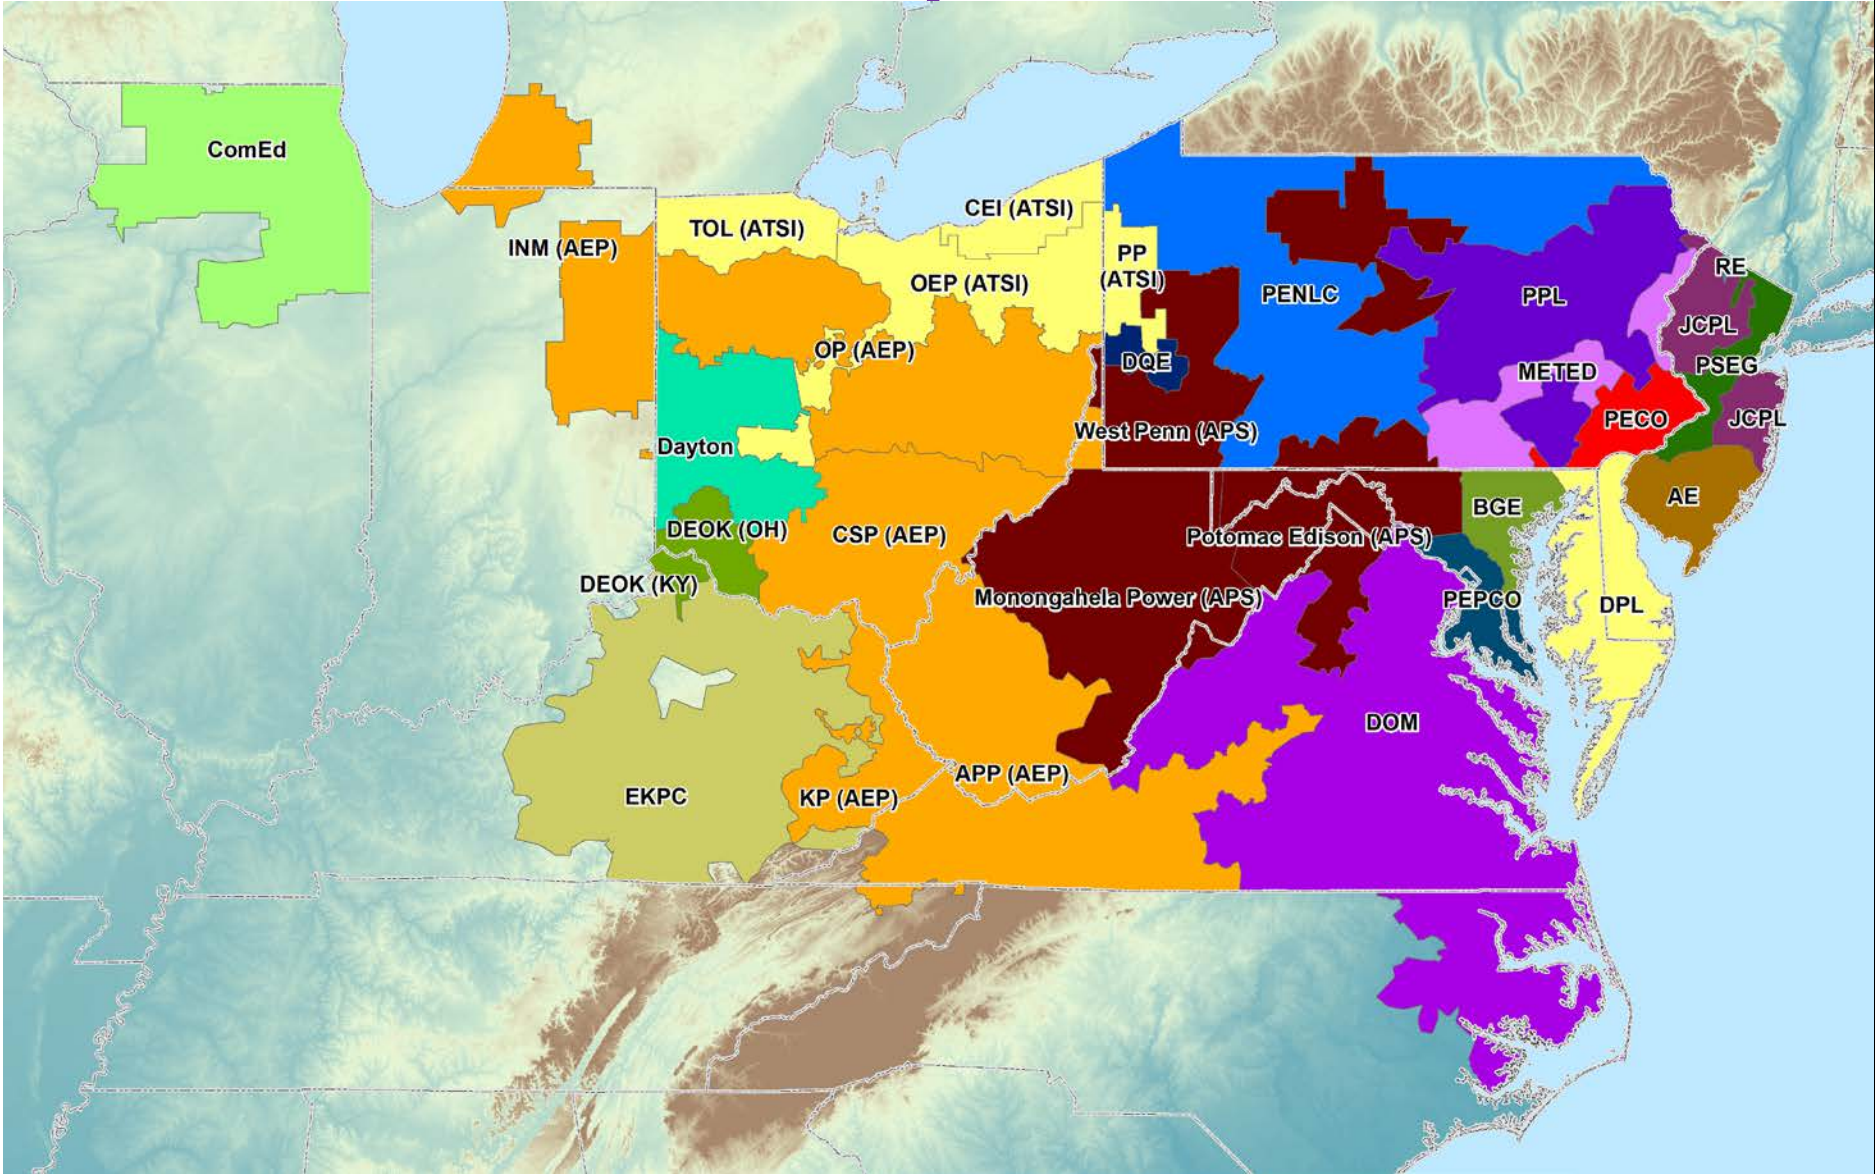 ComEd
CEI (ATSI)
TOL (ATSI)
INM (AEP)
PP
(ATSI)
OEP (ATSI)
RE
PENLC
PPL
JCPL
OP (AEP)
DQE
PSEG
METED
JCPL
PECO
West Penn (APS)
Dayton
AE
BGE
DEOK (OH)
CSP (AEP)
Potomac Edison (APS)
DEOK (KY)
Monongahela Power (APS)
PEPCO
DPL
DOM
APP (AEP)
EKPC
KP (AEP)